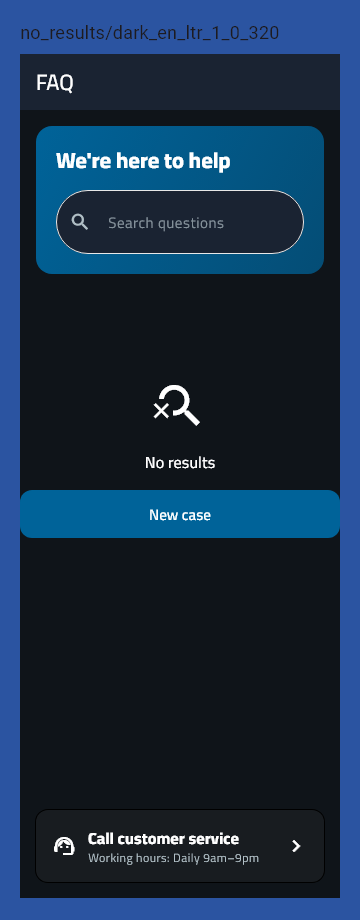 no_results/dark_en_ltr_1_0_320
FAQ
We're here to help
Search questions
No results
New case
Call customer service
Working hours: Daily 9am–9pm